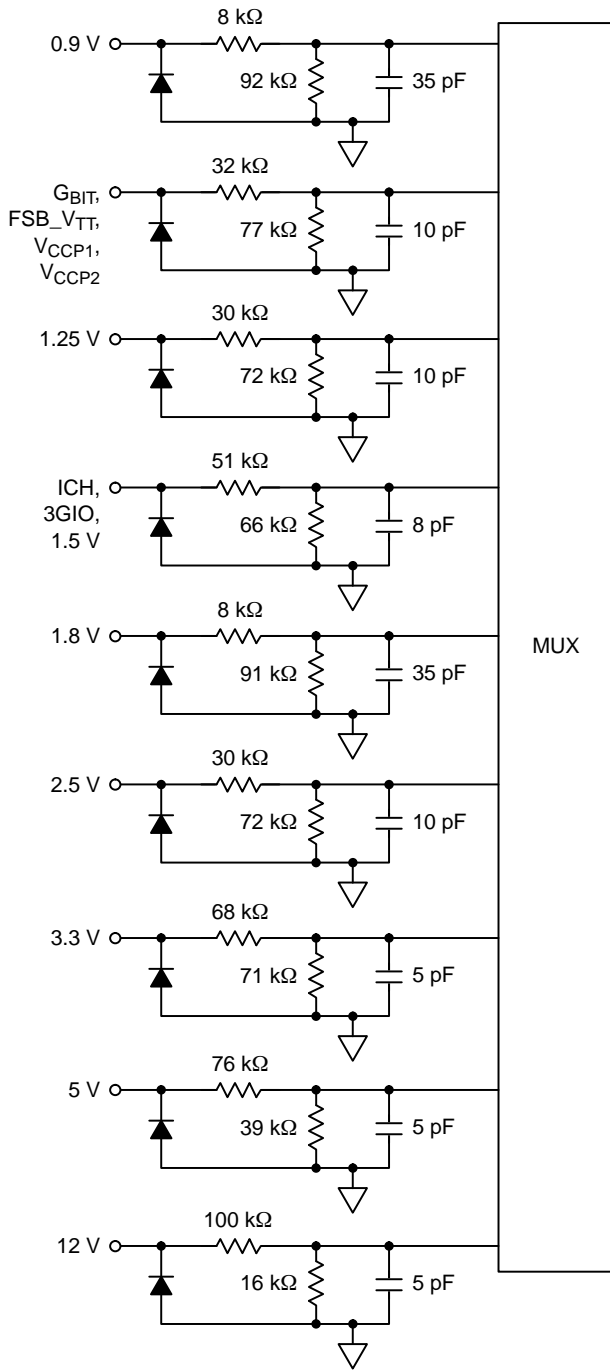 8 kΩ
0.9 V
92 kΩ
35 pF
32 kΩ
GBIT,
FSB_VTT,
VCCP1,
VCCP2
77 kΩ
10 pF
30 kΩ
1.25 V
72 kΩ
10 pF
51 kΩ
ICH,
3GIO,
1.5 V
66 kΩ
8 pF
8 kΩ
1.8 V
91 kΩ
35 pF
MUX
30 kΩ
2.5 V
72 kΩ
10 pF
68 kΩ
3.3 V
71 kΩ
5 pF
76 kΩ
5 V
39 kΩ
5 pF
100 kΩ
12 V
16 kΩ
5 pF